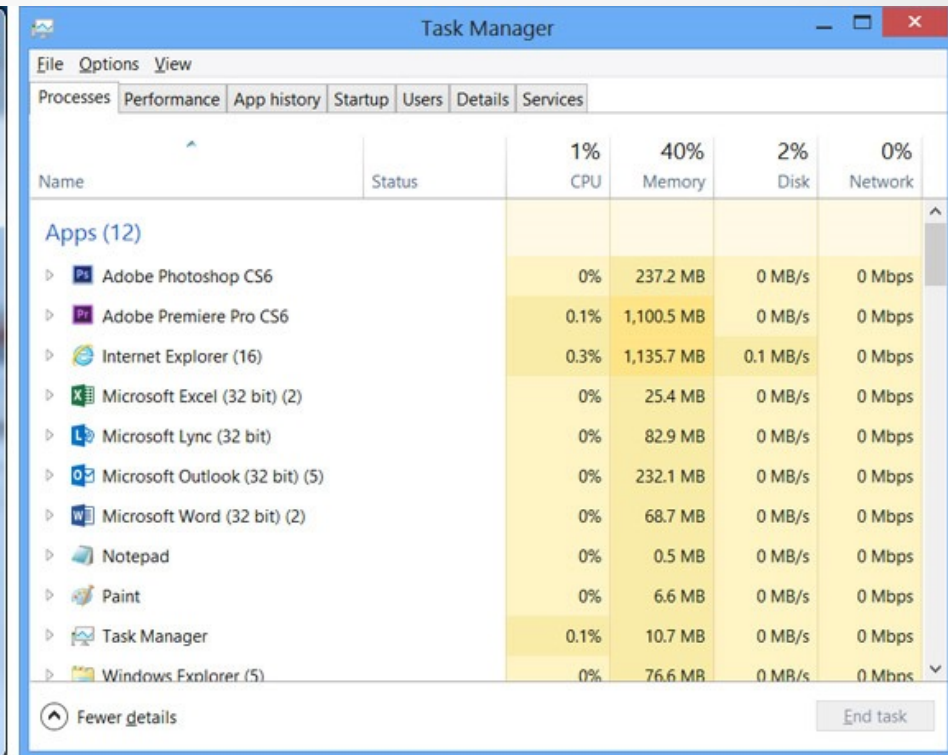 Task Manager
File Options View
Processes Performance App history Startup Users Details Services
1% 40% 2% 0%
Name Status CPU Memory Disk Network
Apps (12)
Ps Adobe Photoshop CS6 0% 237.2 MB 0 MB/s 0 Mbps
Pr Adobe Premiere Pro CS6 0.1% 1,100.5 MB 0 MB/s 0 Mbps
Internet Explorer (16) 0.3% 1,135.7 MB 0.1 MB/s 0 Mbps
Microsoft Excel (32 bit) (2) 0% 25.4 MB 0 MB/s 0 Mbps
Microsoft Lync (32 bit) 0% 82.9 MB 0 MB/s 0 Mbps
Microsoft Outlook (32 bit) (5) 0% 232.1 MB 0 MB/s 0 Mbps
Microsoft Word (32 bit) (2) 0% 68.7 MB 0 MB/s 0 Mbps
Notepad 0% 0.5 MB 0 MB/s 0 Mbps
Paint 0% 6.6 MB 0 MB/s 0 Mbps
Task Manager 0.1% 10.7 MB 0 MB/s 0 Mbps
Windows Explorer (5) 0% 76.6 MB 0 MB/s 0 Mbps
Fewer details End task